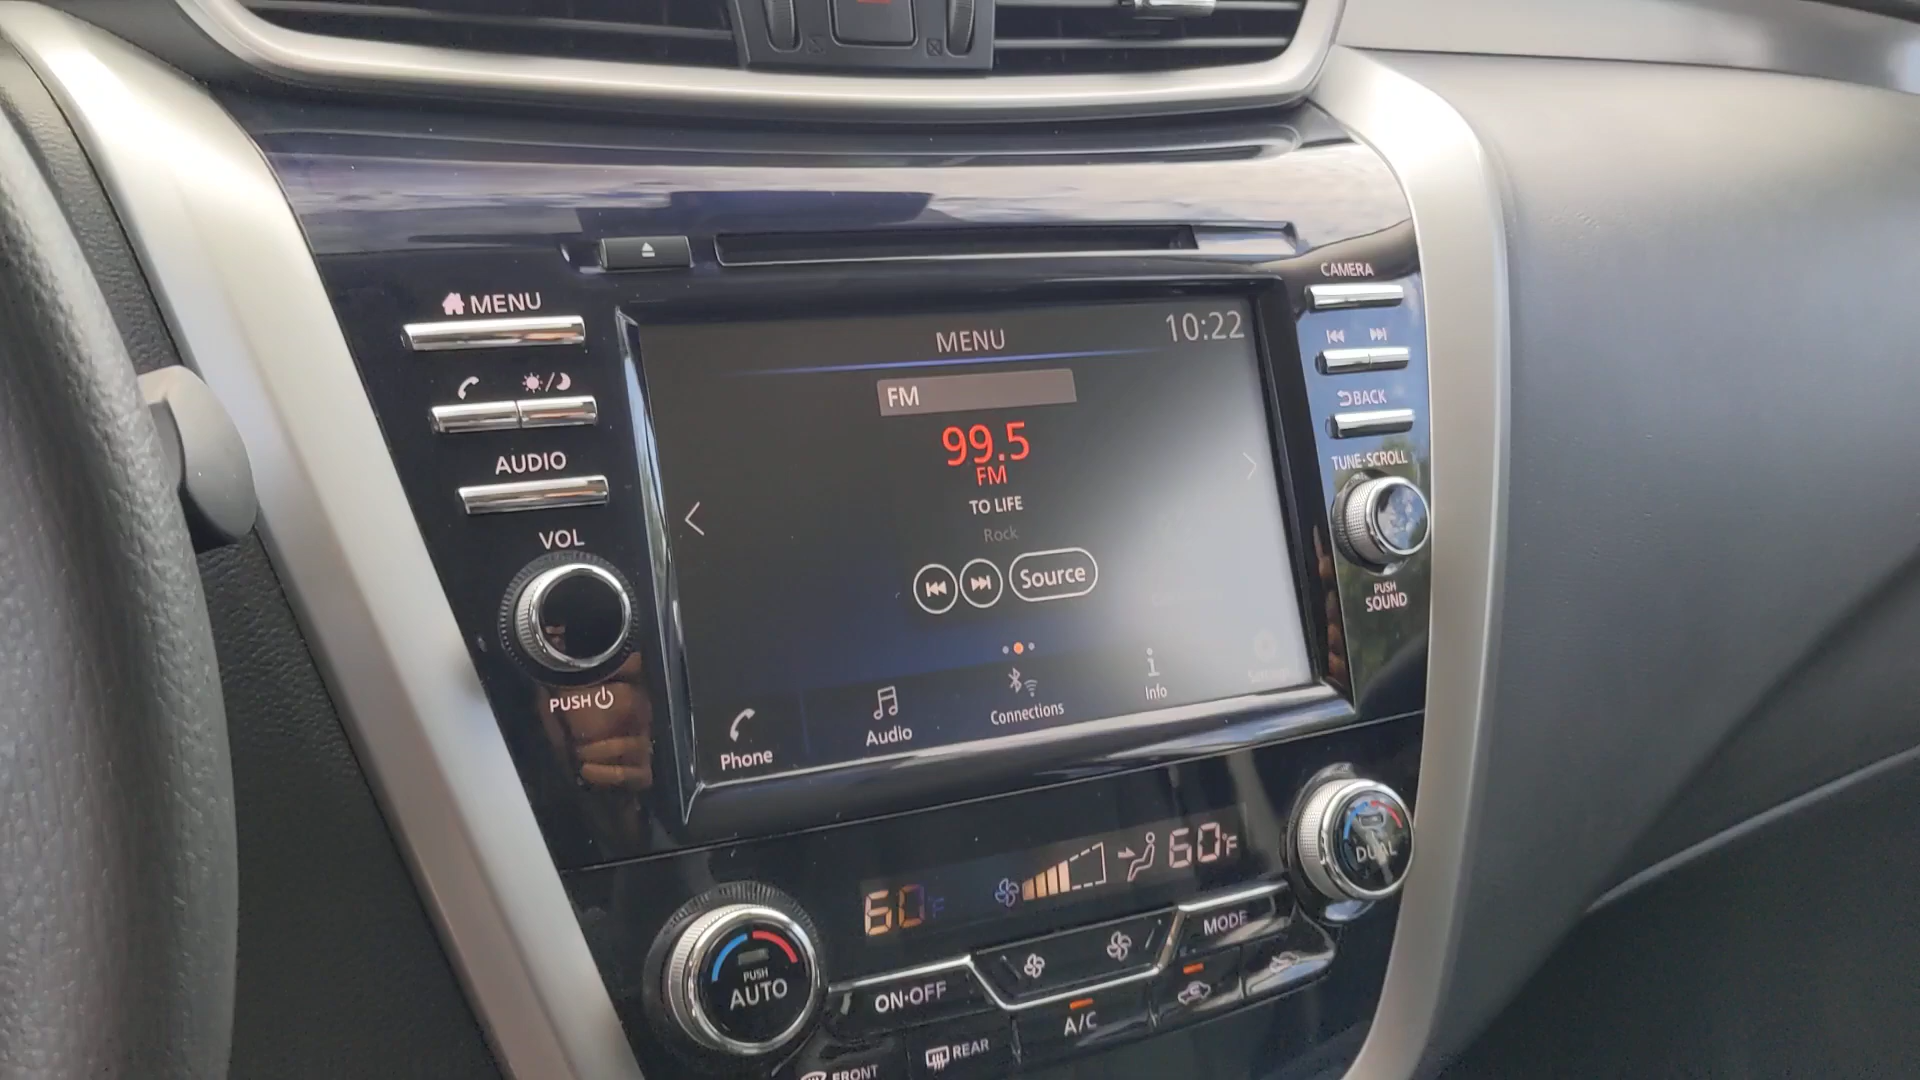 CAMERA
MENU
MENU
10:22
FM
BACK
99.5
FM
AUDIO
TUNE·SCROLL
TO LIFE
Rock
VOL
Source
PUSH
SOUND
PUSH
Info
Connections
Audio
Phone
60°F
60°F
DUAL
MODE
PUSH
AUTO
ON·OFF
A/C
REAR
FRONT